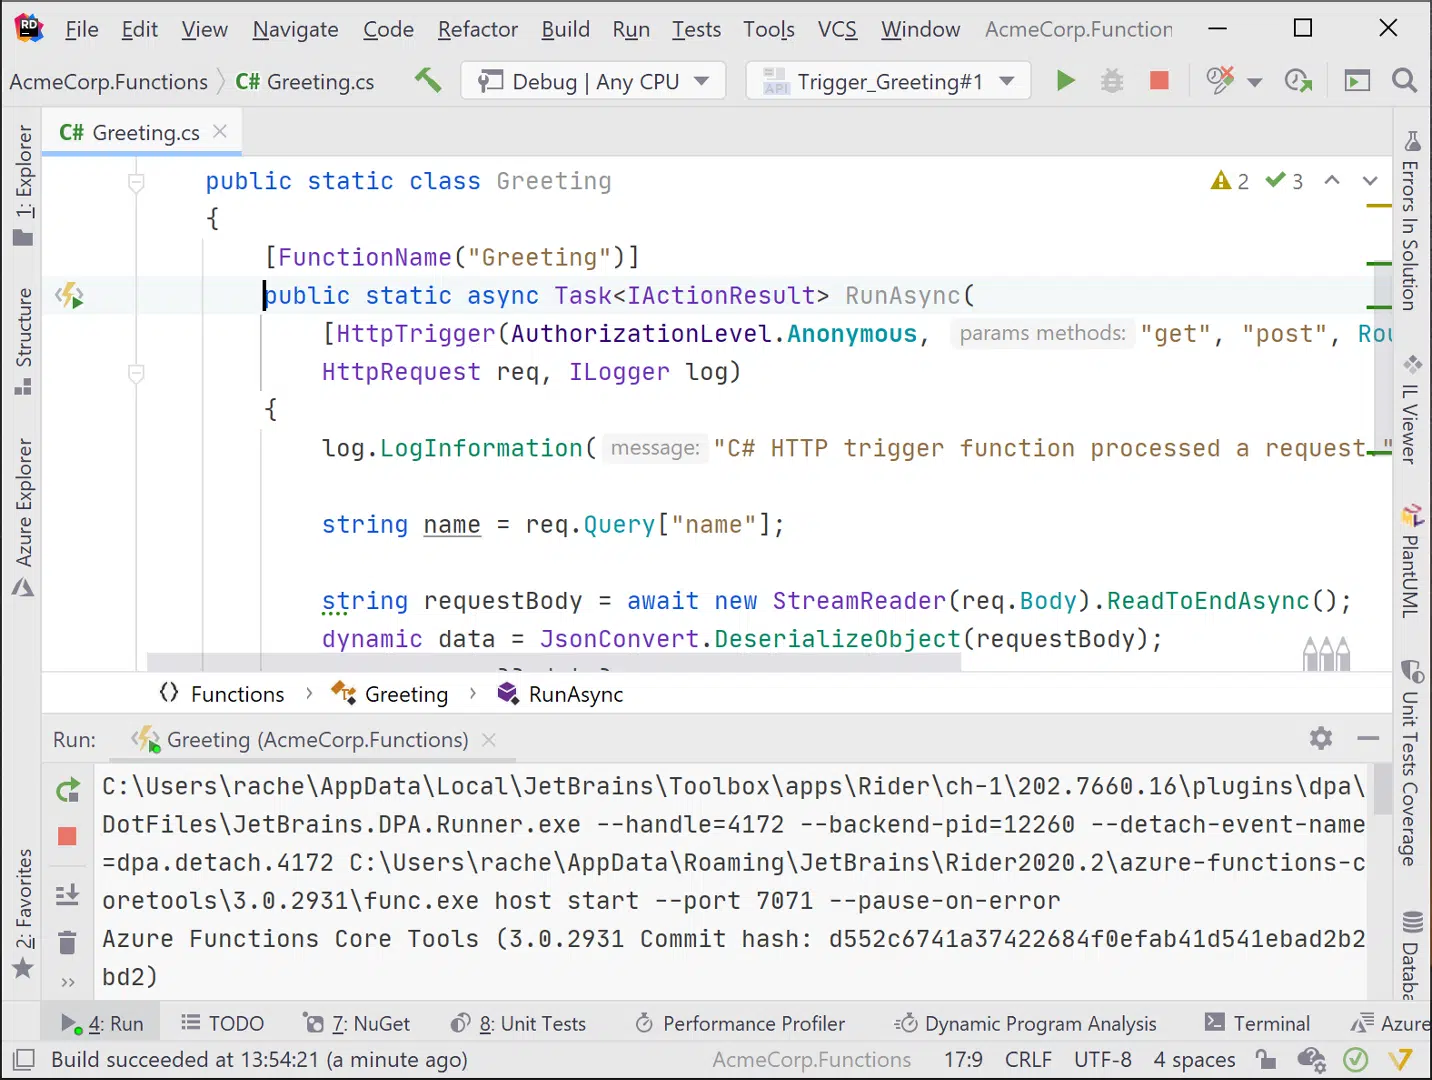 RD File Edit View Navigate Code Refactor Build Run Tests Tools VCS Window AcmeCorp.Function
AcmeCorp.Functions C# Greeting.cs Debug | Any CPU API Trigger_Greeting#1
C# Greeting.cs
public static class Greeting 2 3
{
[FunctionName("Greeting")]
public static async Task<IActionResult> RunAsync(
[HttpTrigger(AuthorizationLevel.Anonymous, params methods: "get", "post", Rou
HttpRequest req, ILogger log)
{
log.LogInformation( message: "C# HTTP trigger function processed a request."
string name = req.Query["name"];
string requestBody = await new StreamReader(req.Body).ReadToEndAsync();
dynamic data = JsonConvert.DeserializeObject(requestBody);
Functions › Greeting › RunAsync
Run: Greeting (AcmeCorp.Functions)
C:\Users\rache\AppData\Local\JetBrains\Toolbox\apps\Rider\ch-1\202.7660.16\plugins\dpa\
DotFiles\JetBrains.DPA.Runner.exe --handle=4172 --backend-pid=12260 --detach-event-name
=dpa.detach.4172 C:\Users\rache\AppData\Roaming\JetBrains\Rider2020.2\azure-functions-c
oretools\3.0.2931\func.exe host start --port 7071 --pause-on-error
Azure Functions Core Tools (3.0.2931 Commit hash: d552c6741a37422684f0efab41d541ebad2b2
bd2)
1: Explorer
Structure
Azure Explorer
2: Favorites
Errors In Solution
IL Viewer
PlantUML
Unit Tests Coverage
Databa
4: Run TODO 7: NuGet 8: Unit Tests Performance Profiler Dynamic Program Analysis Terminal Azure
Build succeeded at 13:54:21 (a minute ago) AcmeCorp.Functions 17:9 CRLF UTF-8 4 spaces